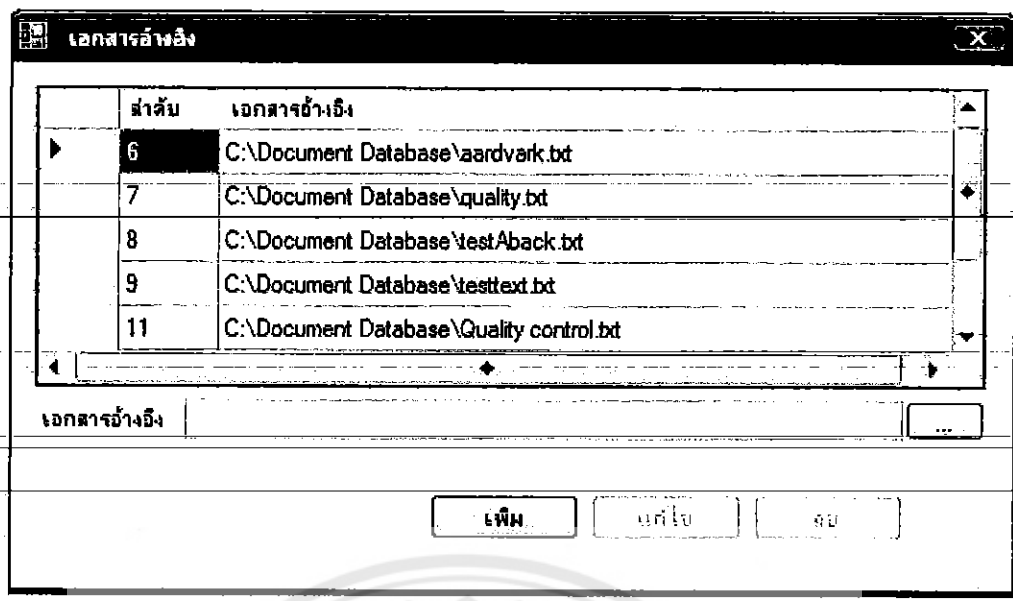 เอกสารอ้างอิง
ลำดับ เอกสารอ้างอิง
6 C:\Document Database\aardvark.txt
7 C:\Document Database\quality.txt
8 C:\Document Database\testAback.txt
9 C:\Document Database\testtext.txt
11 C:\Document Database\Quality control.txt
เอกสารอ้างอิง ...
เพิ่ม แก้ไข ลบ